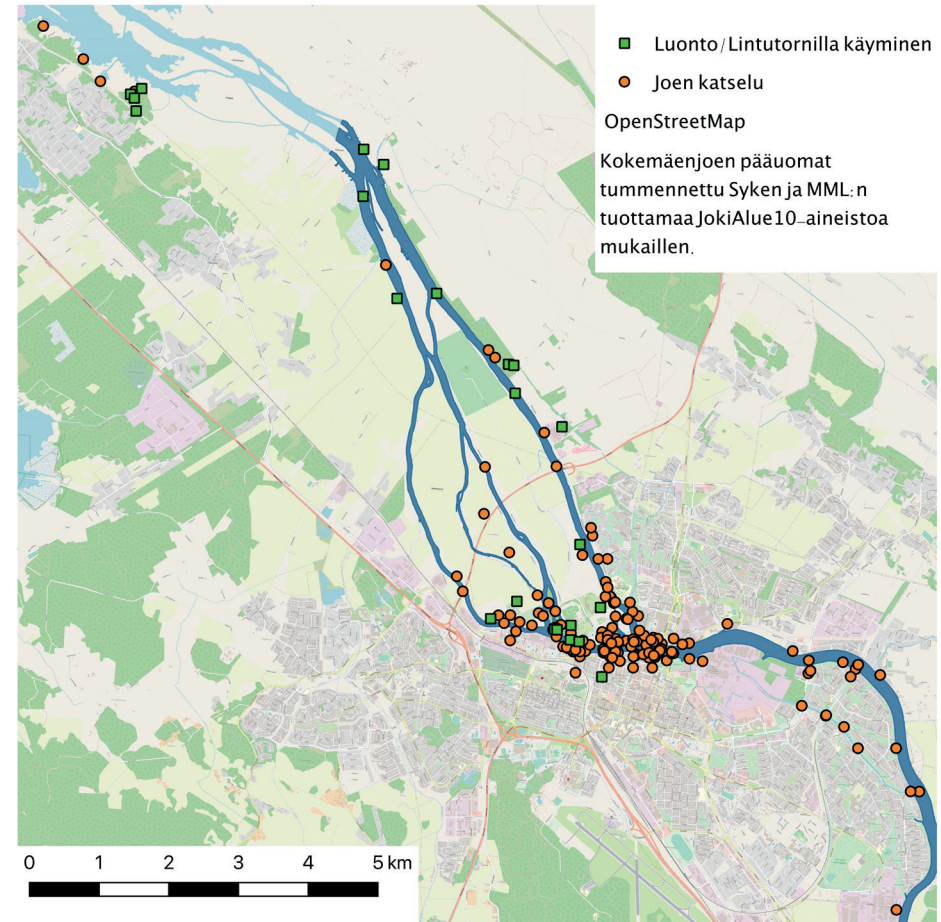 Luonto/Lintutornilla käyminen
Joen katselu
OpenStreetMap
Kokemäenjoen pääuomat
tummennettu Syken ja MML:n
tuottamaa JokiAlue10-aineistoa
mukaillen.
0 1 2 3 4 5 km